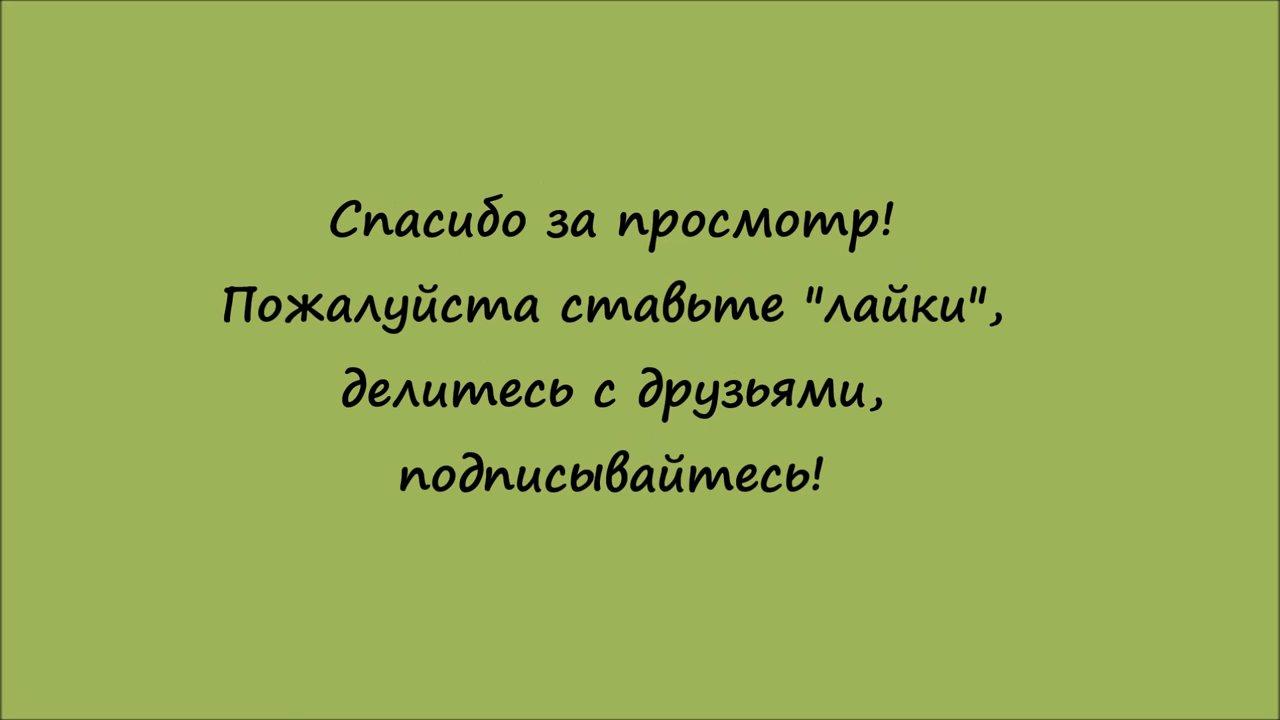 Спасибо за просмотр!
Пожалуйста ставьте "лайки",
делитесь с друзьями,
подписывайтесь!